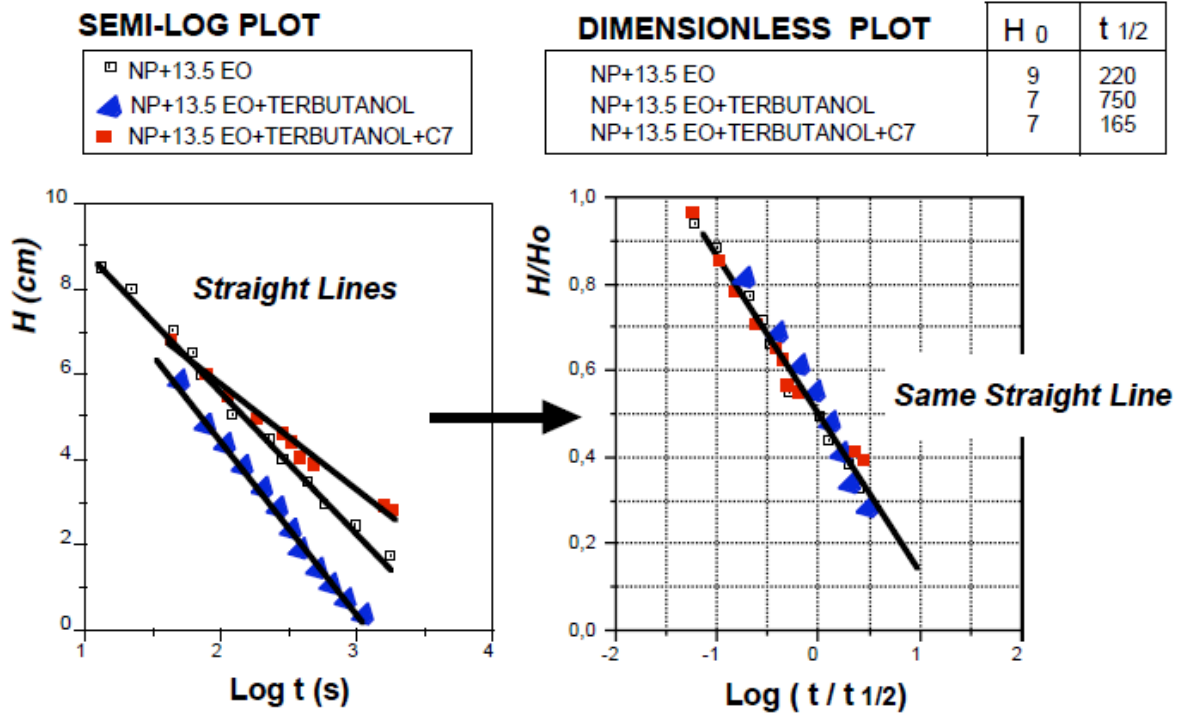 SEMI-LOG PLOT
NP+13.5 EO
NP+13.5 EO+TERBUTANOL
NP+13.5 EO+TERBUTANOL+C7
DIMENSIONLESS PLOT
H 0 t 1/2
NP+13.5 EO 9 220
NP+13.5 EO+TERBUTANOL 7 750
NP+13.5 EO+TERBUTANOL+C7 7 165
10
8
6
4
2
0
H (cm)
Straight Lines
1 2 3 4
Log t (s)
1,0
0,8
0,6
0,4
0,2
0,0
H/Ho
Same Straight Line
-2 -1 0 1 2
Log ( t / t 1/2)